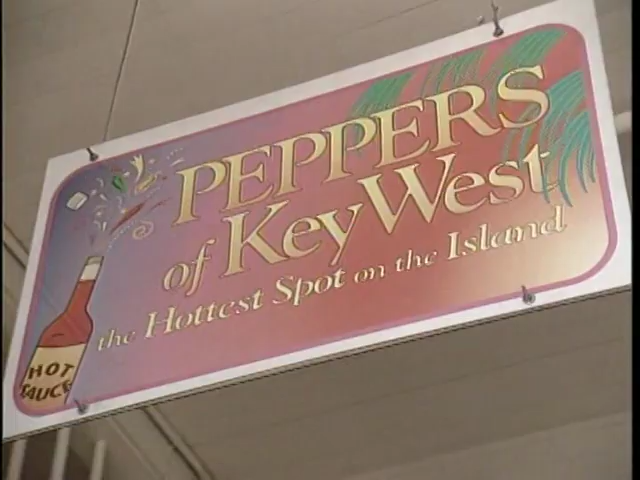 PEPPERS
of Key West
the Hottest Spot on the Island
HOT
SAUCE